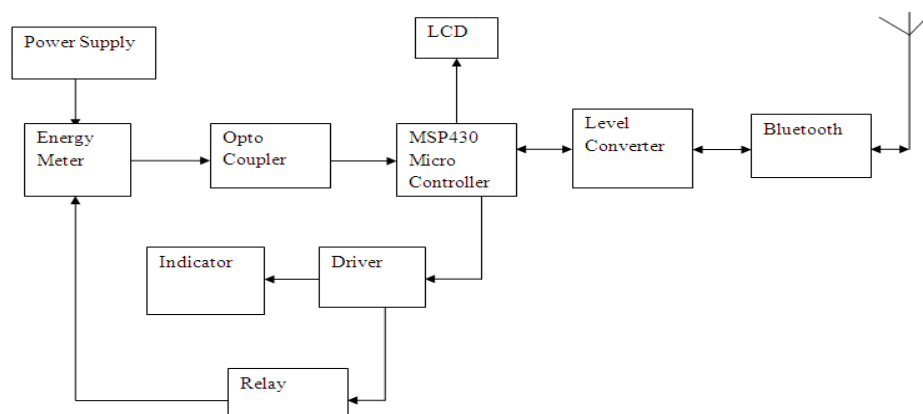 Power Supply
LCD
Energy
Meter
Opto
Coupler
MSP430
Micro
Controller
Level
Converter
Bluetooth
Indicator
Driver
Relay